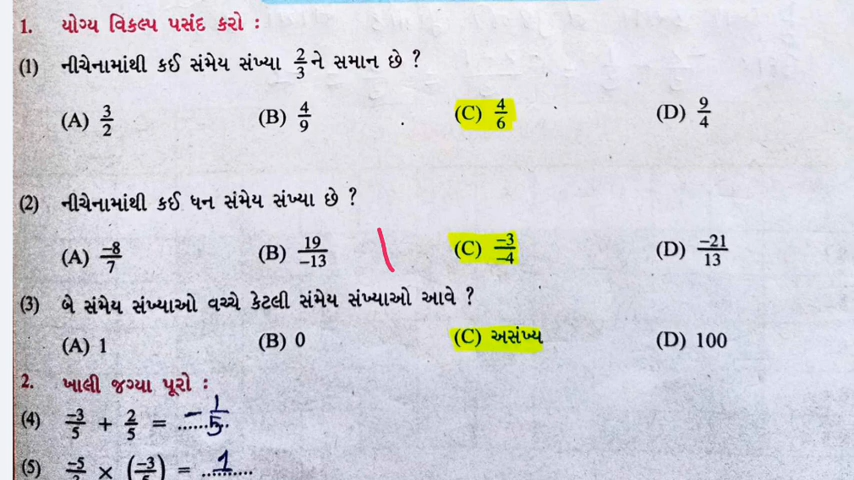 1. યોગ્ય વિકલ્પ પસંદ કરો :
(1) નીચેનામાંથી કઈ સંમેય સંખ્યા 2/3 ને સમાન છે ?
(A) 3/2 (B) 4/9 (C) 4/6 (D) 9/4
(2) નીચેનામાંથી કઈ ધન સંમેય સંખ્યા છે ?
(A) -8/7 (B) 19/-13 (C) -3/-4 (D) -21/13
(3) બે સંમેય સંખ્યાઓ વચ્ચે કેટલી સંમેય સંખ્યાઓ આવે ?
(A) 1 (B) 0 (C) અસંખ્ય (D) 100
2. ખાલી જગ્યા પૂરો :
(4) -3/5 + 2/5 = ...-1/5...
(5) × = ...1...